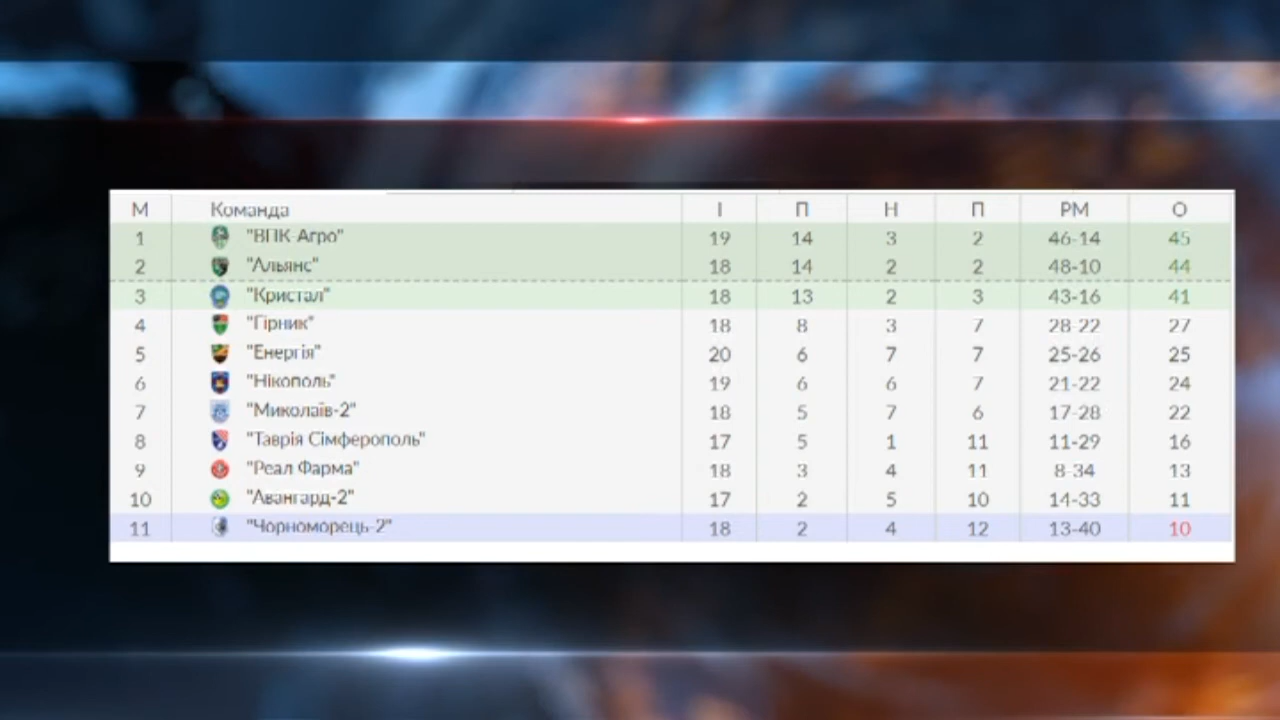 М Команда І П Н П РМ О
1 "ВПК-Агро" 19 14 3 2 46-14 45
2 "Альянс" 18 14 2 2 48-10 44
3 "Кристал" 18 13 2 3 43-16 41
4 "Гірник" 18 8 3 7 28-22 27
5 "Енергія" 20 6 7 7 25-26 25
6 "Нікополь" 19 6 6 7 21-22 24
7 "Миколаїв-2" 18 5 7 6 17-28 22
8 "Таврія Сімферополь" 17 5 1 11 11-29 16
9 "Реал Фарма" 18 3 4 11 8-34 13
10 "Авангард-2" 17 2 5 10 14-33 11
11 "Чорноморець-2" 18 2 4 12 13-40 10